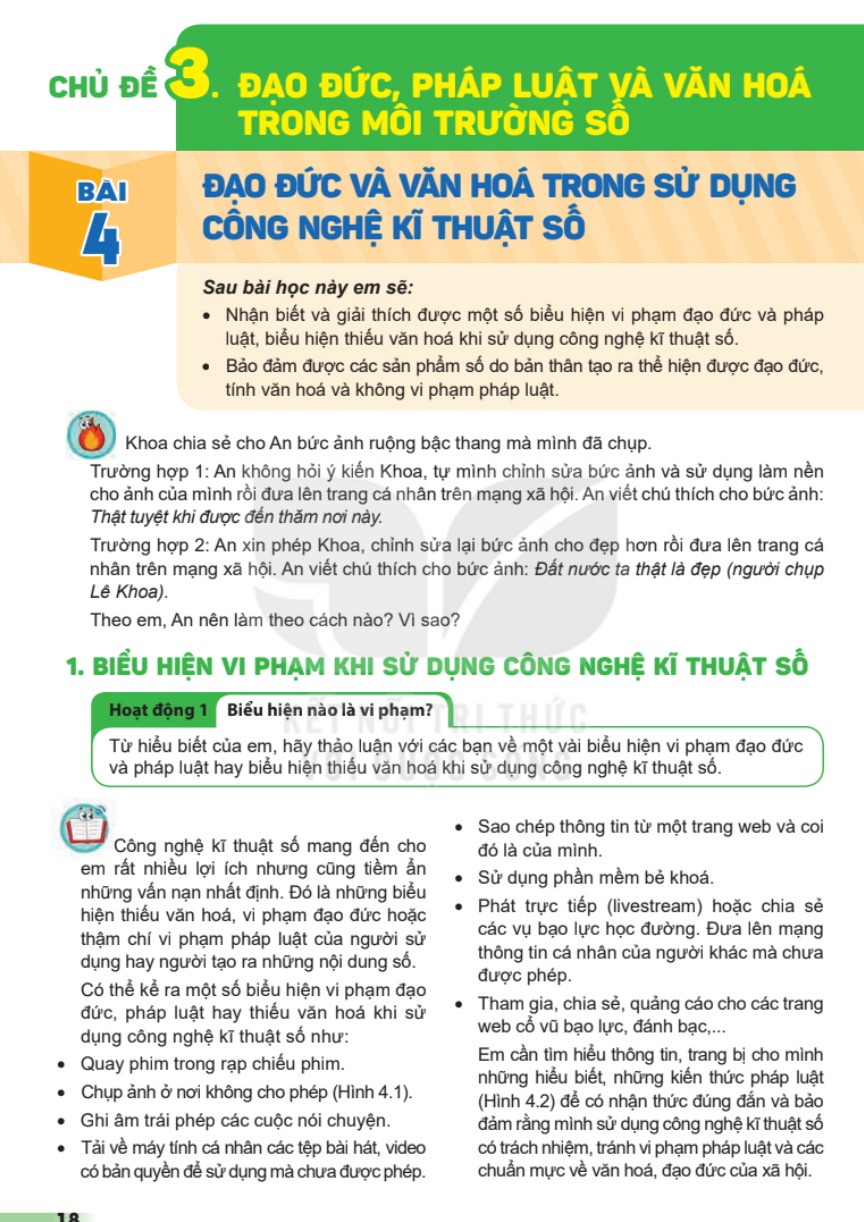 CHỦ ĐỀ 3. ĐẠO ĐỨC, PHÁP LUẬT VÀ VĂN HOÁ
TRONG MÔI TRƯỜNG SỐ
BÀI
4
ĐẠO ĐỨC VÀ VĂN HOÁ TRONG SỬ DỤNG
CÔNG NGHỆ KĨ THUẬT SỐ
Sau bài học này em sẽ:
• Nhận biết và giải thích được một số biểu hiện vi phạm đạo đức và pháp
luật, biểu hiện thiếu văn hoá khi sử dụng công nghệ kĩ thuật số.
• Bảo đảm được các sản phẩm số do bản thân tạo ra thể hiện được đạo đức,
tính văn hoá và không vi phạm pháp luật.
Khoa chia sẻ cho An bức ảnh ruộng bậc thang mà mình đã chụp.
Trường hợp 1: An không hỏi ý kiến Khoa, tự mình chỉnh sửa bức ảnh và sử dụng làm nền
cho ảnh của mình rồi đưa lên trang cá nhân trên mạng xã hội. An viết chú thích cho bức ảnh:
Thật tuyệt khi được đến thăm nơi này.
Trường hợp 2: An xin phép Khoa, chỉnh sửa lại bức ảnh cho đẹp hơn rồi đưa lên trang cá
nhân trên mạng xã hội. An viết chú thích cho bức ảnh: Đất nước ta thật là đẹp (người chụp
Lê Khoa).
Theo em, An nên làm theo cách nào? Vì sao?
1. BIỂU HIỆN VI PHẠM KHI SỬ DỤNG CÔNG NGHỆ KĨ THUẬT SỐ
Hoạt động 1 Biểu hiện nào là vi phạm?
KẾT NỐI TRI THỨC
VỚI CUỘC SỐNG
Từ hiểu biết của em, hãy thảo luận với các bạn về một vài biểu hiện vi phạm đạo đức
và pháp luật hay biểu hiện thiếu văn hoá khi sử dụng công nghệ kĩ thuật số.
Công nghệ kĩ thuật số mang đến cho
em rất nhiều lợi ích nhưng cũng tiềm ẩn
những vấn nạn nhất định. Đó là những biểu
hiện thiếu văn hoá, vi phạm đạo đức hoặc
thậm chí vi phạm pháp luật của người sử
dụng hay người tạo ra những nội dung số.
Có thể kể ra một số biểu hiện vi phạm đạo
đức, pháp luật hay thiếu văn hoá khi sử
dụng công nghệ kĩ thuật số như:
• Quay phim trong rạp chiếu phim.
• Chụp ảnh ở nơi không cho phép (Hình 4.1).
• Ghi âm trái phép các cuộc nói chuyện.
• Tải về máy tính cá nhân các tệp bài hát, video
có bản quyền để sử dụng mà chưa được phép.
• Sao chép thông tin từ một trang web và coi
đó là của mình.
• Sử dụng phần mềm bẻ khoá.
• Phát trực tiếp (livestream) hoặc chia sẻ
các vụ bạo lực học đường. Đưa lên mạng
thông tin cá nhân của người khác mà chưa
được phép.
• Tham gia, chia sẻ, quảng cáo cho các trang
web cổ vũ bạo lực, đánh bạc,...
Em cần tìm hiểu thông tin, trang bị cho mình
những hiểu biết, những kiến thức pháp luật
(Hình 4.2) để có nhận thức đúng đắn và bảo
đảm rằng mình sử dụng công nghệ kĩ thuật số
có trách nhiệm, tránh vi phạm pháp luật và các
chuẩn mực về văn hoá, đạo đức của xã hội.
18